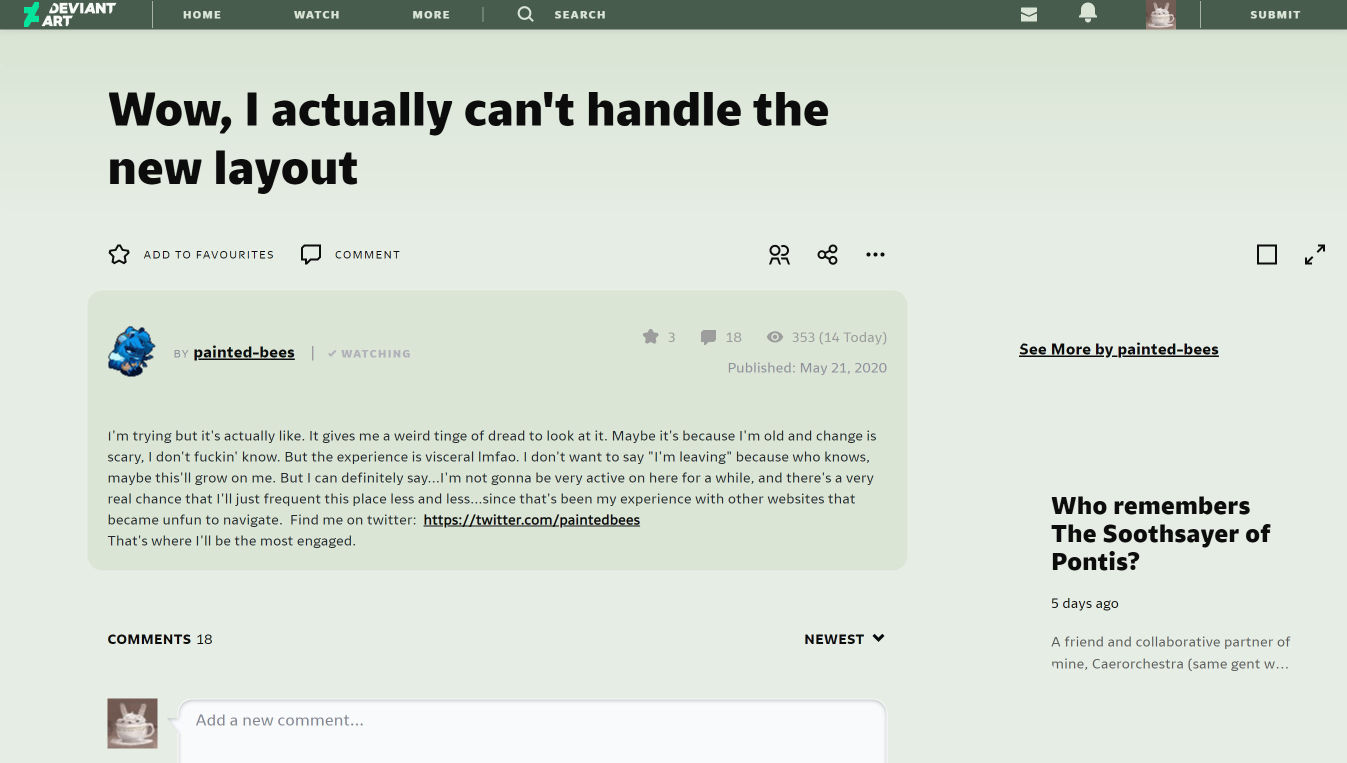 DEVIANT
ART
HOME
WATCH
MORE
SEARCH
SUBMIT
Wow, I actually can't handle the
new layout
ADD TO FAVOURITES
COMMENT
BY painted-bees | ✓ WATCHING
3
18
353 (14 Today)
Published: May 21, 2020
I'm trying but it's actually like. It gives me a weird tinge of dread to look at it. Maybe it's because I'm old and change is
scary, I don't fuckin' know. But the experience is visceral lmfao. I don't want to say "I'm leaving" because who knows,
maybe this'll grow on me. But I can definitely say...I'm not gonna be very active on here for a while, and there's a very
real chance that I'll just frequent this place less and less...since that's been my experience with other websites that
became unfun to navigate.  Find me on twitter:  https://twitter.com/paintedbees
That's where I'll be the most engaged.
See More by painted-bees
Who remembers
The Soothsayer of
Pontis?
5 days ago
A friend and collaborative partner of
mine, Caerorchestra (same gent w...
COMMENTS 18
NEWEST
Add a new comment...